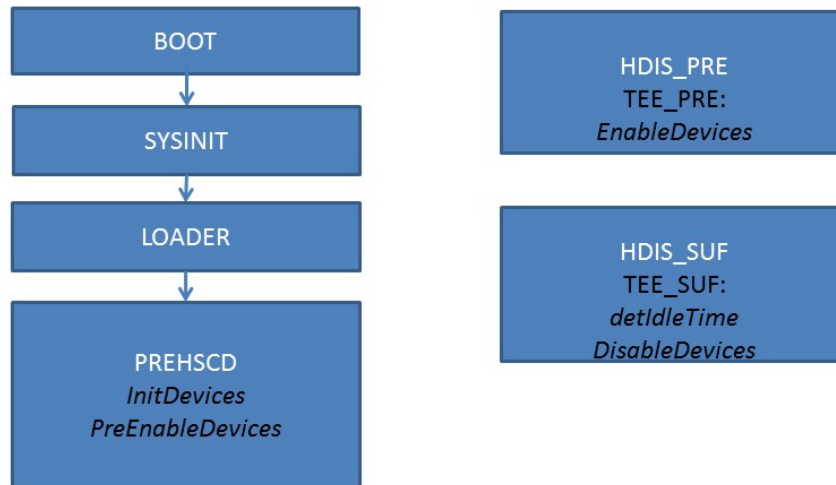 BOOT
SYSINIT
LOADER
PREHSCD
InitDevices
PreEnableDevices
HDIS_PRE
TEE_PRE:
EnableDevices
HDIS_SUF
TEE_SUF:
detIdleTime
DisableDevices